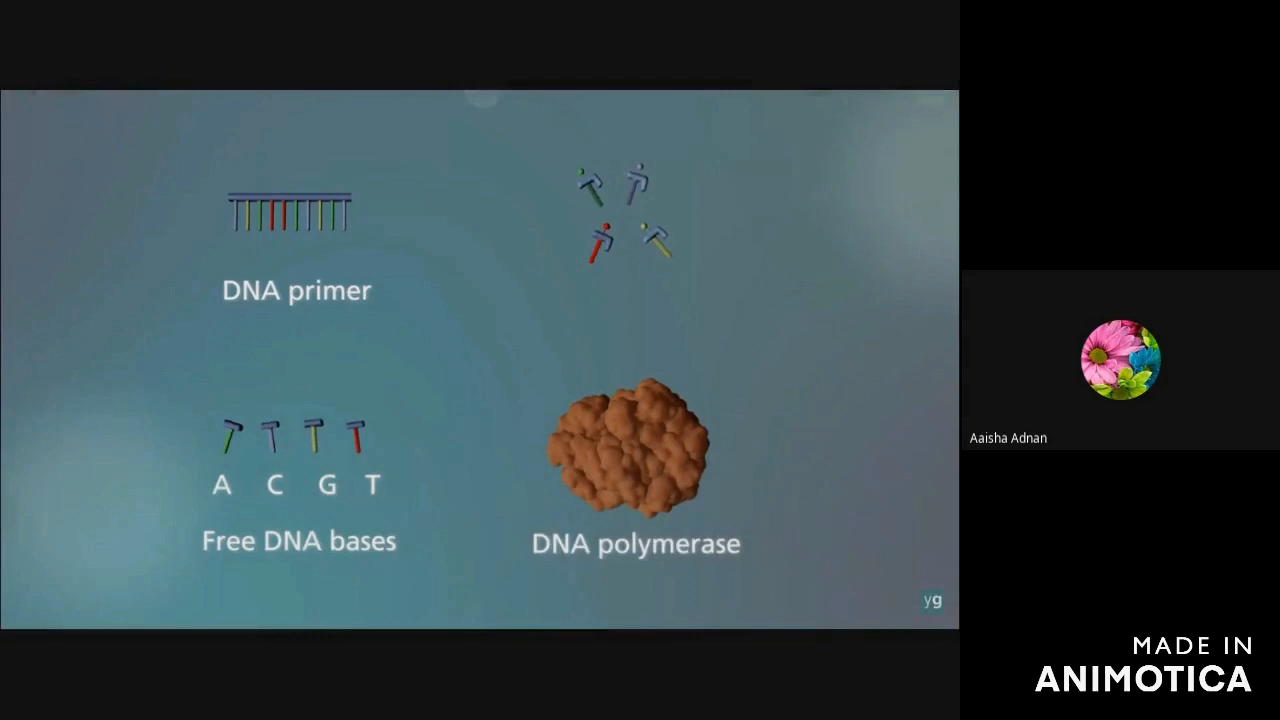 DNA primer
A C G T
Free DNA bases
DNA polymerase
yg
Aaisha Adnan
MADE IN
ANIMOTICA